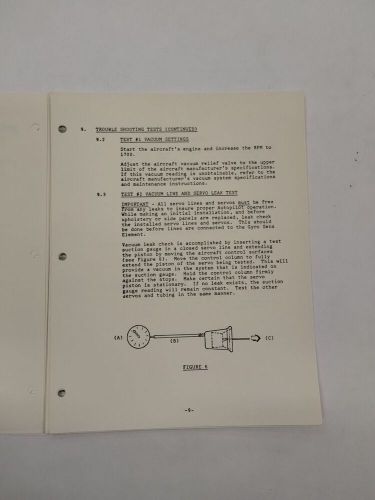 9. TROUBLE SHOOTING TESTS (CONTINUED)
9.2 TEST #1 VACUUM SETTINGS
Start the aircraft's engine and increase the RPM to
1700.
Adjust the aircraft vacuum relief valve to the upper
limit of the aircraft manufacturer's specifications.
If this vacuum reading is unobtainable, refer to the
aircraft manufacturer's vacuum system specifications
and maintenance instructions.
9.3 TEST #2 VACUUM LINE AND SERVO LEAK TEST
IMPORTANT - All servo lines and servos must be free
from any leaks to insure proper Autopilot operation.
While making an initial installation, and before
upholstery or side panels are replaced, leak check
the installed servo lines and servos. This should
be done before lines are connected to the Gyro Sens
Element.
Vacuum leak check is accomplished by inserting a test
suction gauge in a closed servo line and extending
the piston by moving the aircraft control surfaces
(see Figure 6). Move the control column to fully
extend the piston of the servo being tested. This will
provide a vacuum in the system that is indicated on
the suction gauge. Hold the control column firmly
against the stops. Make certain that the servo
piston is stationary. If no leak exists, the suction
gauge reading will remain constant. Test the other
servos and tubing in the same manner.
(A) (B) (C)
FIGURE 6
-9-